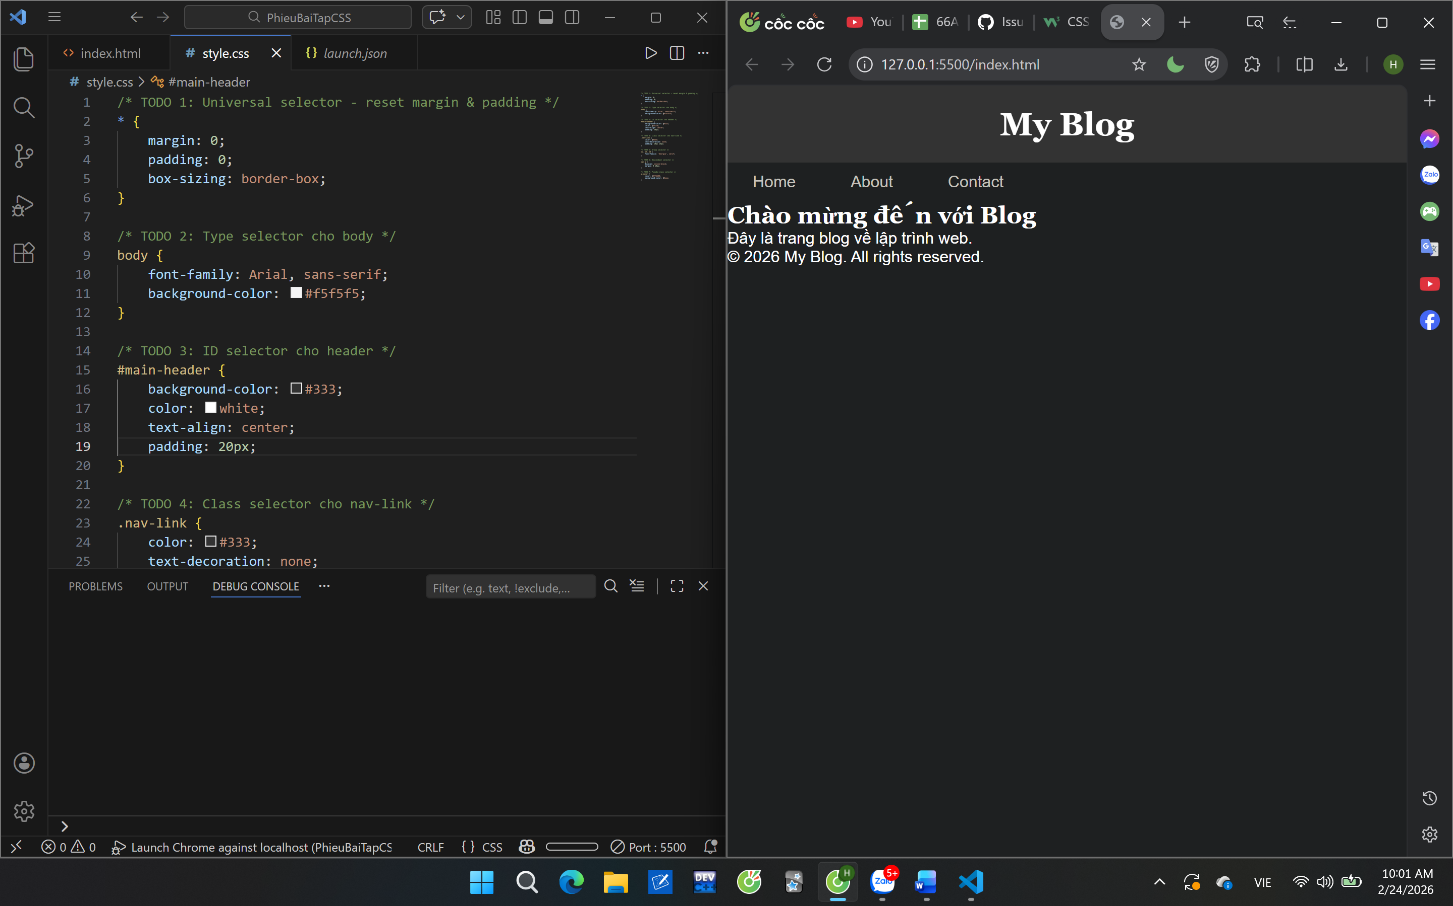 PhieuBaiTapCSS
index.html
style.css
launch.json
# style.css > #main-header
1 /* TODO 1: Universal selector - reset margin & padding */
2 * {
3 margin: 0;
4 padding: 0;
5 box-sizing: border-box;
6 }
7
8 /* TODO 2: Type selector cho body */
9 body {
10 font-family: Arial, sans-serif;
11 background-color: #f5f5f5;
12 }
13
14 /* TODO 3: ID selector cho header */
15 #main-header {
16 background-color: #333;
17 color: white;
18 text-align: center;
19 padding: 20px;
20 }
21
22 /* TODO 4: Class selector cho nav-link */
23 .nav-link {
24 color: #333;
25 text-decoration: none;
PROBLEMS OUTPUT DEBUG CONSOLE ···
Filter (e.g. text, !exclude,...
0 0 Launch Chrome against localhost (PhieuBaiTapCS CRLF { } CSS Port : 5500
cốc cốc You 66A Issu CSS
127.0.0.1:5500/index.html
H
My Blog
Home About Contact
Chào mừng đến với Blog
Đây là trang blog về lập trình web.
© 2026 My Blog. All rights reserved.
Zalo
DEV
H
Zalo
5+
VIE
10:01 AM
2/24/2026